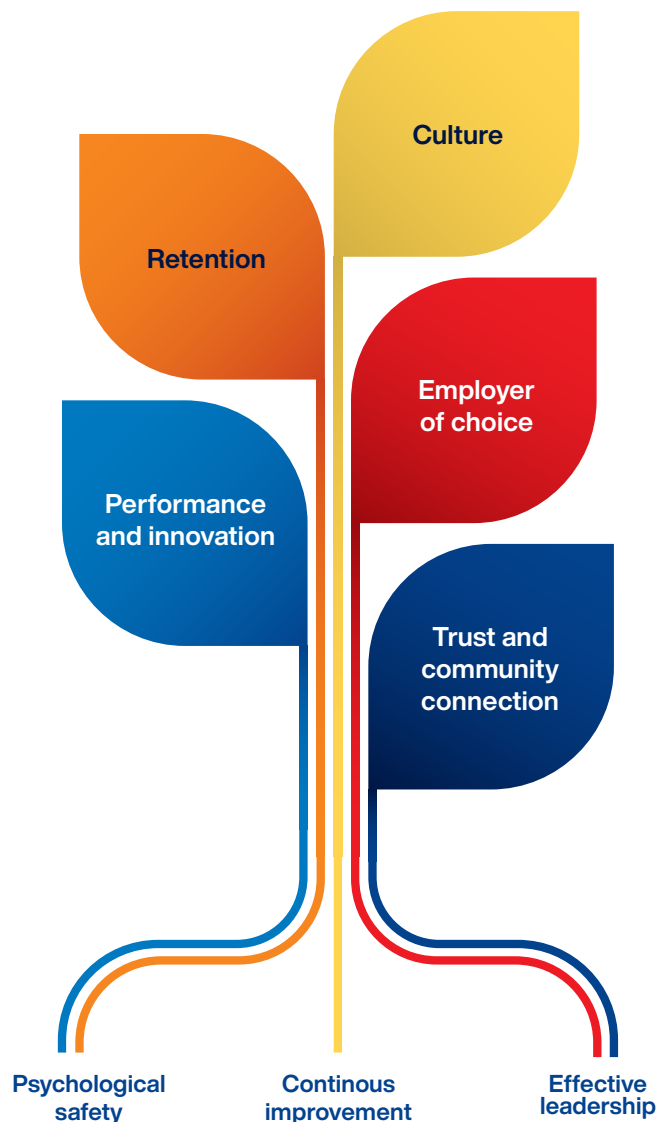 Culture
Retention
Employer
of choice
Performance
and innovation
Trust and
community
connection
Psychological
safety
Continous
improvement
Effective
leadership